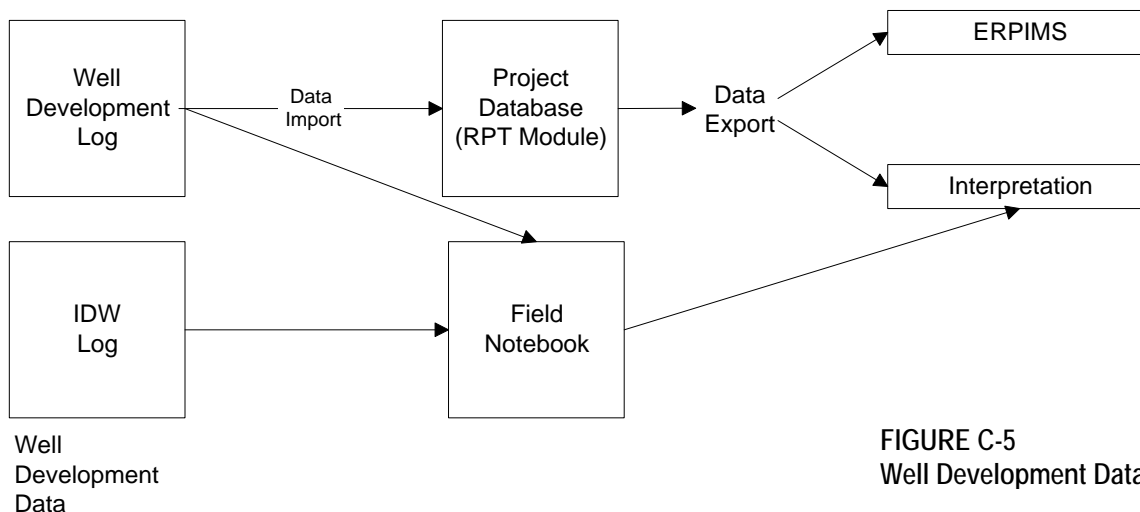 Well
Development
Log
Data
Import
Project
Database
(RPT Module)
Data
Export
ERPIMS
Interpretation
IDW
Log
Field
Notebook
Well
Development
Data
FIGURE C-5
Well Development Data